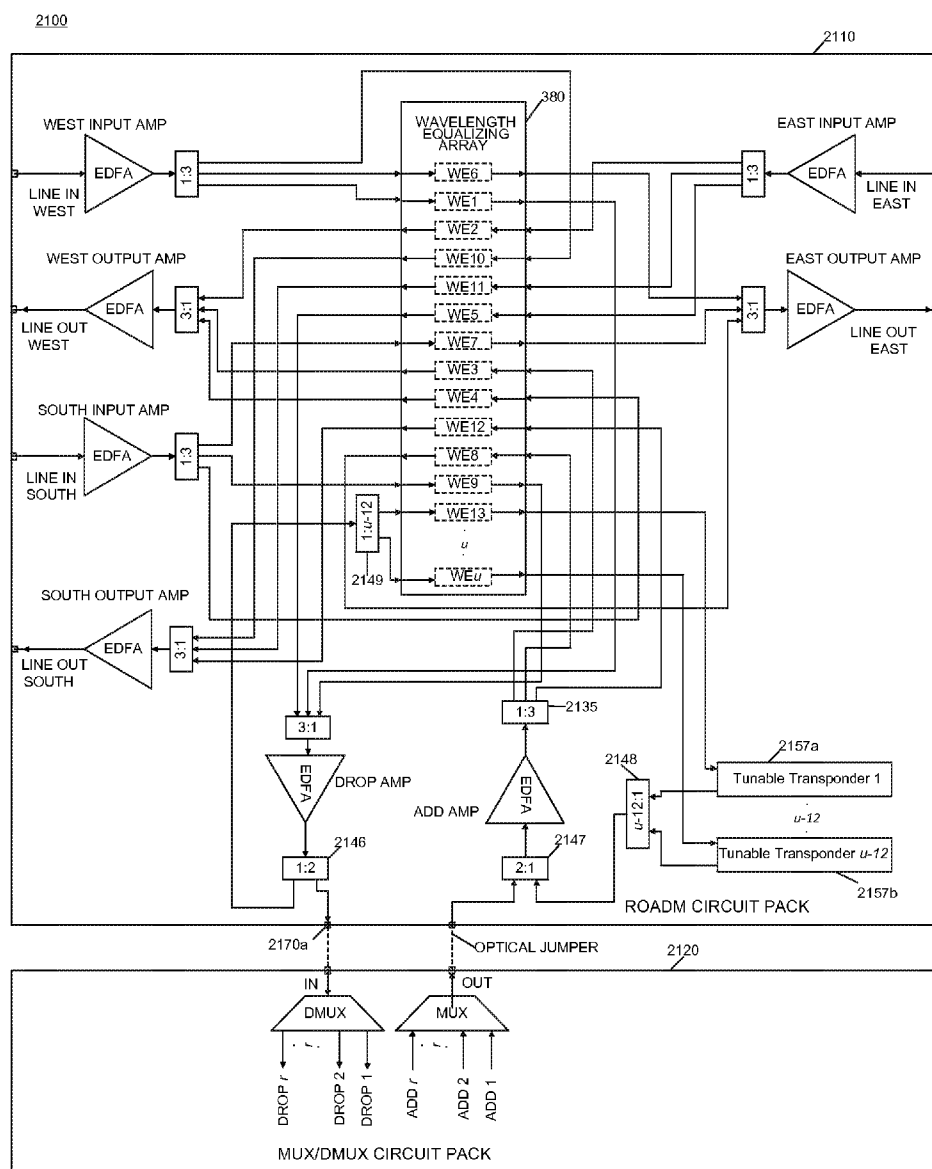 2100
2110
WEST INPUT AMP
EDFA
LINE IN
WEST
1:3
WAVELENGTH
EQUALIZING
ARRAY
380
EAST INPUT AMP
EDFA
1:3
LINE IN
EAST
WE6
WE1
WE2
WE10
WE11
WE5
WE7
WE3
WE4
WE12
WE8
WE9
WE13
u
WEu
WEST OUTPUT AMP
EDFA
3:1
LINE OUT
WEST
EAST OUTPUT AMP
3:1
EDFA
LINE OUT
EAST
SOUTH INPUT AMP
EDFA
1:3
LINE IN
SOUTH
1:u-12
2149
SOUTH OUTPUT AMP
EDFA
3:1
LINE OUT
SOUTH
3:1
EDFA
DROP AMP
1:2
2146
1:3
2135
EDFA
ADD AMP
2:1
2147
2148
u-12:1
2157a
Tunable Transponder 1
u-12
Tunable Transponder u-12
2157b
ROADM CIRCUIT PACK
2170a
OPTICAL JUMPER
2120
IN
OUT
DMUX
MUX
r
r
DROP r
DROP 2
DROP 1
ADD r
ADD 2
ADD 1
MUX/DMUX CIRCUIT PACK